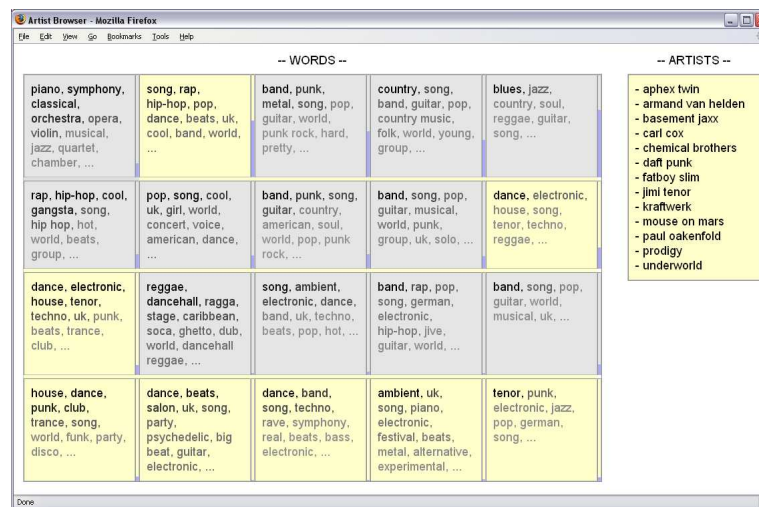 Artist Browser - Mozilla Firefox
File Edit View Go Bookmarks Tools Help
-- WORDS --
piano, symphony,
classical,
orchestra, opera,
violin, musical,
jazz, quartet,
chamber, ...
song, rap,
hip-hop, pop,
dance, beats, uk,
cool, band, world,
...
band, punk,
metal, song, pop,
guitar, world,
punk rock, hard,
pretty, ...
country, song,
band, guitar, pop,
country music,
folk, world, young,
group, ...
blues, jazz,
country, soul,
reggae, guitar,
song, ...
rap, hip-hop, cool,
gangsta, song,
hip hop, hot,
world, beats,
group, ...
pop, song, cool,
uk, girl, world,
concert, voice,
american, dance,
...
band, punk, song,
guitar, country,
american, soul,
world, pop, punk
rock, ...
band, song, pop,
guitar, musical,
world, punk,
group, uk, solo, ...
dance, electronic,
house, song,
tenor, techno,
reggae, ...
dance, electronic,
house, tenor,
techno, uk, punk,
beats, trance,
club, ...
reggae,
dancehall, ragga,
stage, caribbean,
soca, ghetto, dub,
world, dancehall
reggae, ...
song, ambient,
electronic, dance,
band, uk, techno,
beats, pop, hot, ...
band, rap, pop,
song, german,
electronic,
hip-hop, jive,
guitar, world, ...
band, song, pop,
guitar, world,
musical, uk, ...
house, dance,
punk, club,
trance, song,
world, funk, party,
disco, ...
dance, beats,
salon, uk, song,
party,
psychedelic, big
beat, guitar,
electronic, ...
dance, band,
song, techno,
rave, symphony,
real, beats, bass,
electronic, ...
ambient, uk,
song, piano,
electronic,
festival, beats,
metal, alternative,
experimental, ...
tenor, punk,
electronic, jazz,
pop, german,
song, ...
-- ARTISTS --
- aphex twin
- armand van helden
- basement jaxx
- carl cox
- chemical brothers
- daft punk
- fatboy slim
- jimi tenor
- kraftwerk
- mouse on mars
- paul oakenfold
- prodigy
- underworld
Done